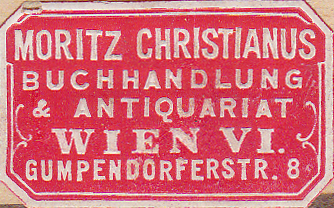 MORITZ CHRISTIANUS
BUCHHANDLUNG
& ANTIQUARIAT
WIEN VI.
GUMPENDORFERSTR. 8